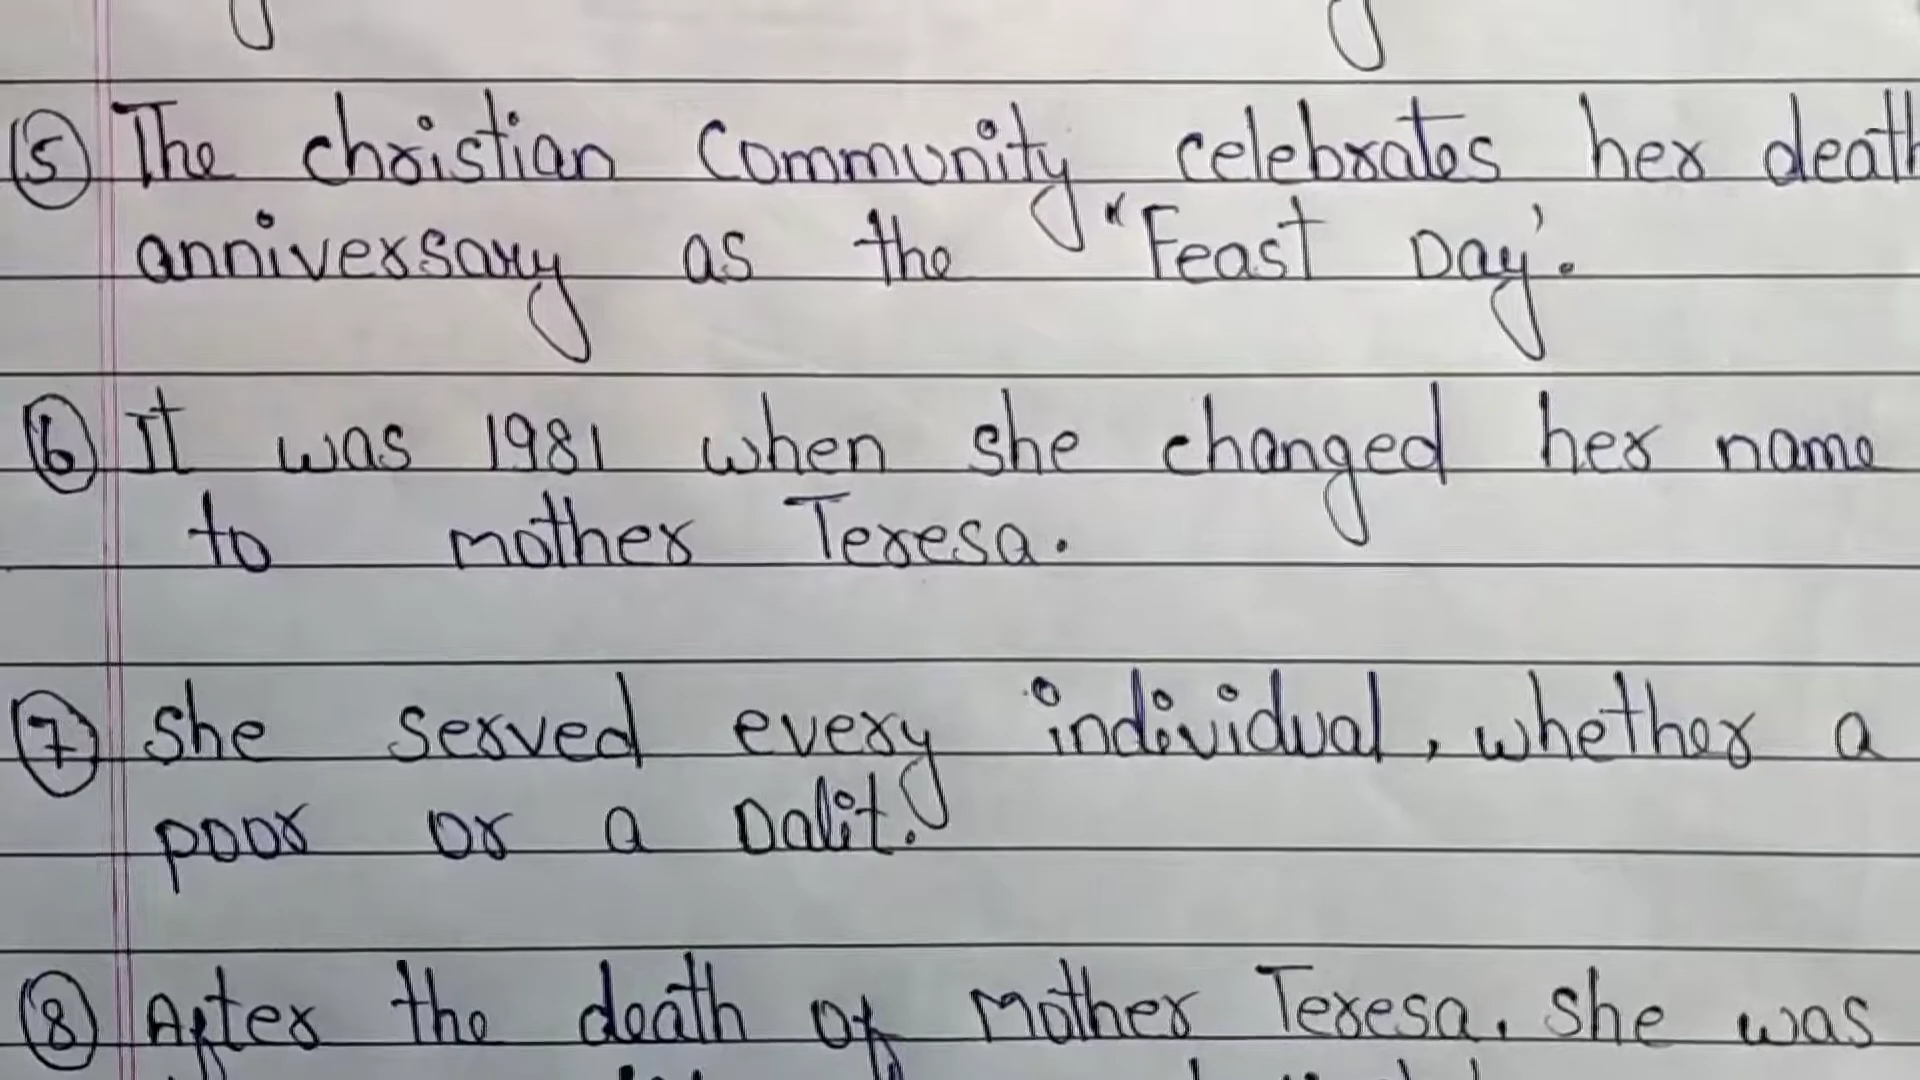 ⑤ The christian Community celebrates her death
anniversary as the "Feast Day'.
⑥ It was 1981 when she changed her name
to mother Teresa.
⑦ She served every individual, whether a
poor or a Dalit.
⑧ After the death of Mother Teresa, she was